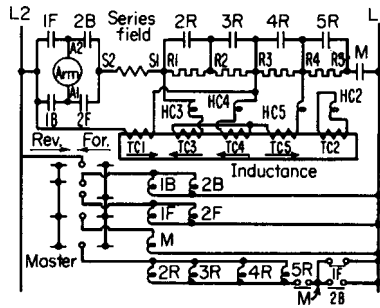 L2 1F 2B Series field 2R 3R 4R 5R L
A2 S2 S1 R1 R2 R3 R4 R5 M
Arm
A1 HC3 HC4 HC5 HC2
1B 2F
Rev. For. TC1 TC3 TC4 TC5 TC2
Inductance
1B 2B
1F 2F
M
Master
2R 3R 4R 5R 1F
M 2B